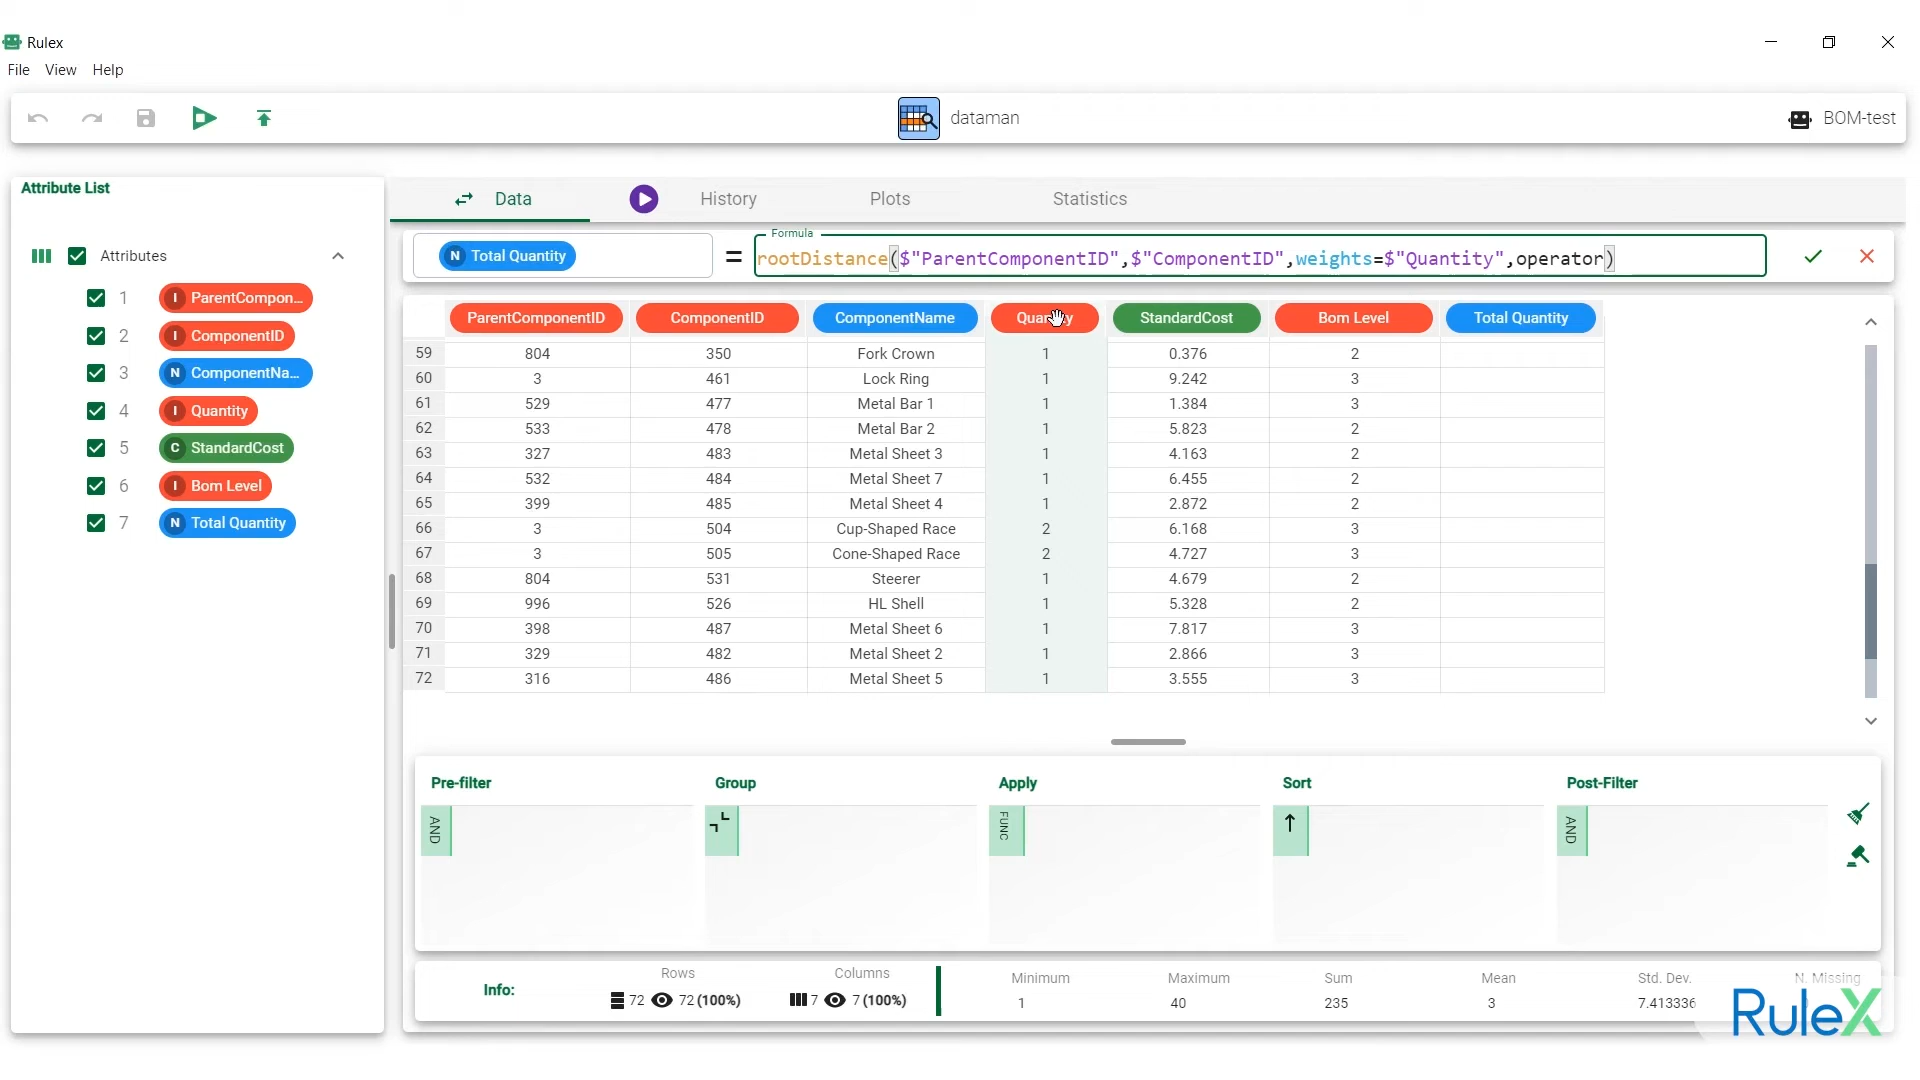 Rulex
File View Help
dataman
BOM-test
Attribute List
Data History Plots Statistics
Attributes
1 I ParentCompon...
2 I ComponentID
3 N ComponentNa...
4 I Quantity
5 C StandardCost
6 I Bom Level
7 N Total Quantity
N Total Quantity
=
Formula
rootDistance($"ParentComponentID",$"ComponentID",weights=$"Quantity",operator)
ParentComponentID ComponentID ComponentName Quantity StandardCost Bom Level Total Quantity
59 804 350 Fork Crown 1 0.376 2
60 3 461 Lock Ring 1 9.242 3
61 529 477 Metal Bar 1 1 1.384 3
62 533 478 Metal Bar 2 1 5.823 2
63 327 483 Metal Sheet 3 1 4.163 2
64 532 484 Metal Sheet 7 1 6.455 2
65 399 485 Metal Sheet 4 1 2.872 2
66 3 504 Cup-Shaped Race 2 6.168 3
67 3 505 Cone-Shaped Race 2 4.727 3
68 804 531 Steerer 1 4.679 2
69 996 526 HL Shell 1 5.328 2
70 398 487 Metal Sheet 6 1 7.817 3
71 329 482 Metal Sheet 2 1 2.866 3
72 316 486 Metal Sheet 5 1 3.555 3
Pre-filter Group Apply Sort Post-Filter
AND FUNC AND
Info:
Rows Columns Minimum Maximum Sum Mean Std. Dev. N. Missing
72 72 (100%) 7 7 (100%) 1 40 235 3 7.413336
RuleX